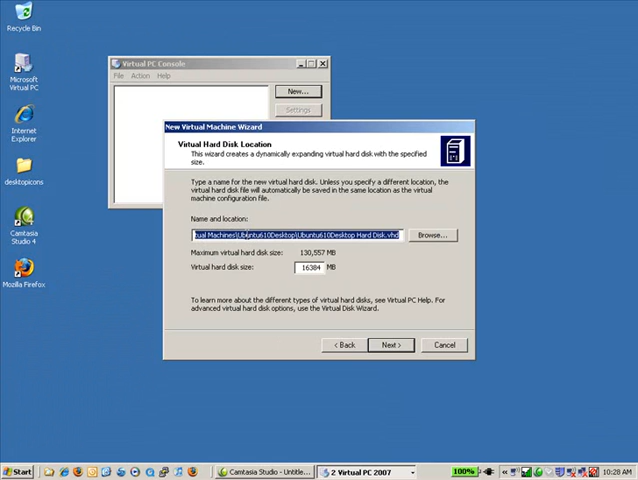 Recycle Bin
Microsoft
Virtual PC
Internet
Explorer
desktopicons
Camtasia
Studio 4
Mozilla Firefox
Virtual PC Console
File Action Help
New...
Settings
New Virtual Machine Wizard
Virtual Hard Disk Location
This wizard creates a dynamically expanding virtual hard disk with the specified
size.
Type a name for the new virtual hard disk. Unless you specify a different location, the
virtual hard disk file will automatically be saved in the same location as the virtual
machine configuration file.
Name and location:
tual Machines\Ubuntu610Desktop\Ubuntu610Desktop Hard Disk.vhd
Browse...
Maximum virtual hard disk size: 130,557 MB
Virtual hard disk size: 16384 MB
To learn more about the different types of virtual hard disks, see Virtual PC Help. For
advanced virtual hard disk options, use the Virtual Disk Wizard.
< Back
Next >
Cancel
Start
Camtasia Studio - Untitle...
2 Virtual PC 2007
100%
10:28 AM